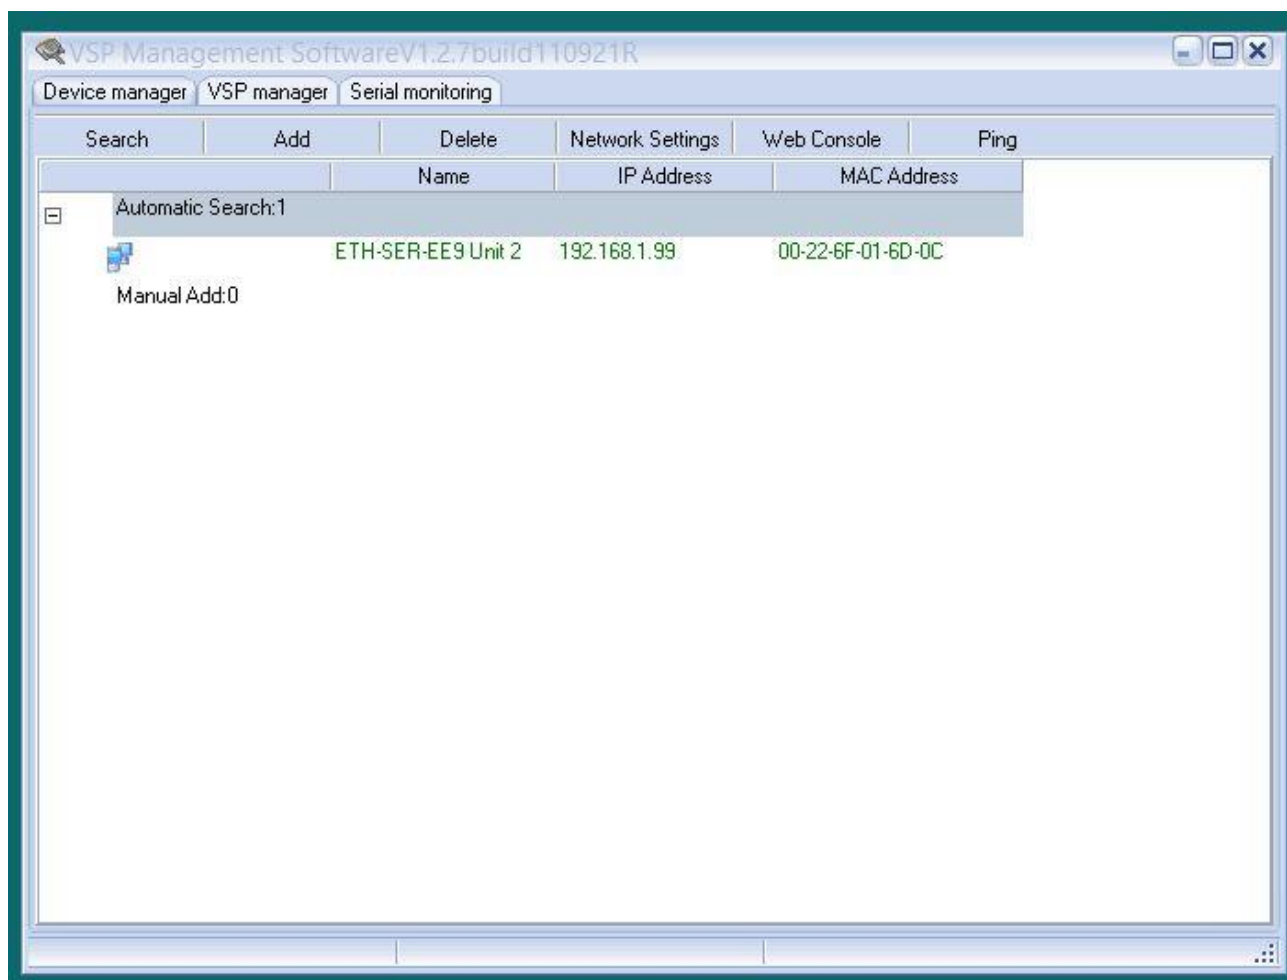 VSP Management SoftwareV1.2.7build110921R
Device manager VSP manager Serial monitoring
Search Add Delete Network Settings Web Console Ping
Name IP Address MAC Address
Automatic Search:1
ETH-SER-EE9 Unit 2 192.168.1.99 00-22-6F-01-6D-0C
Manual Add:0